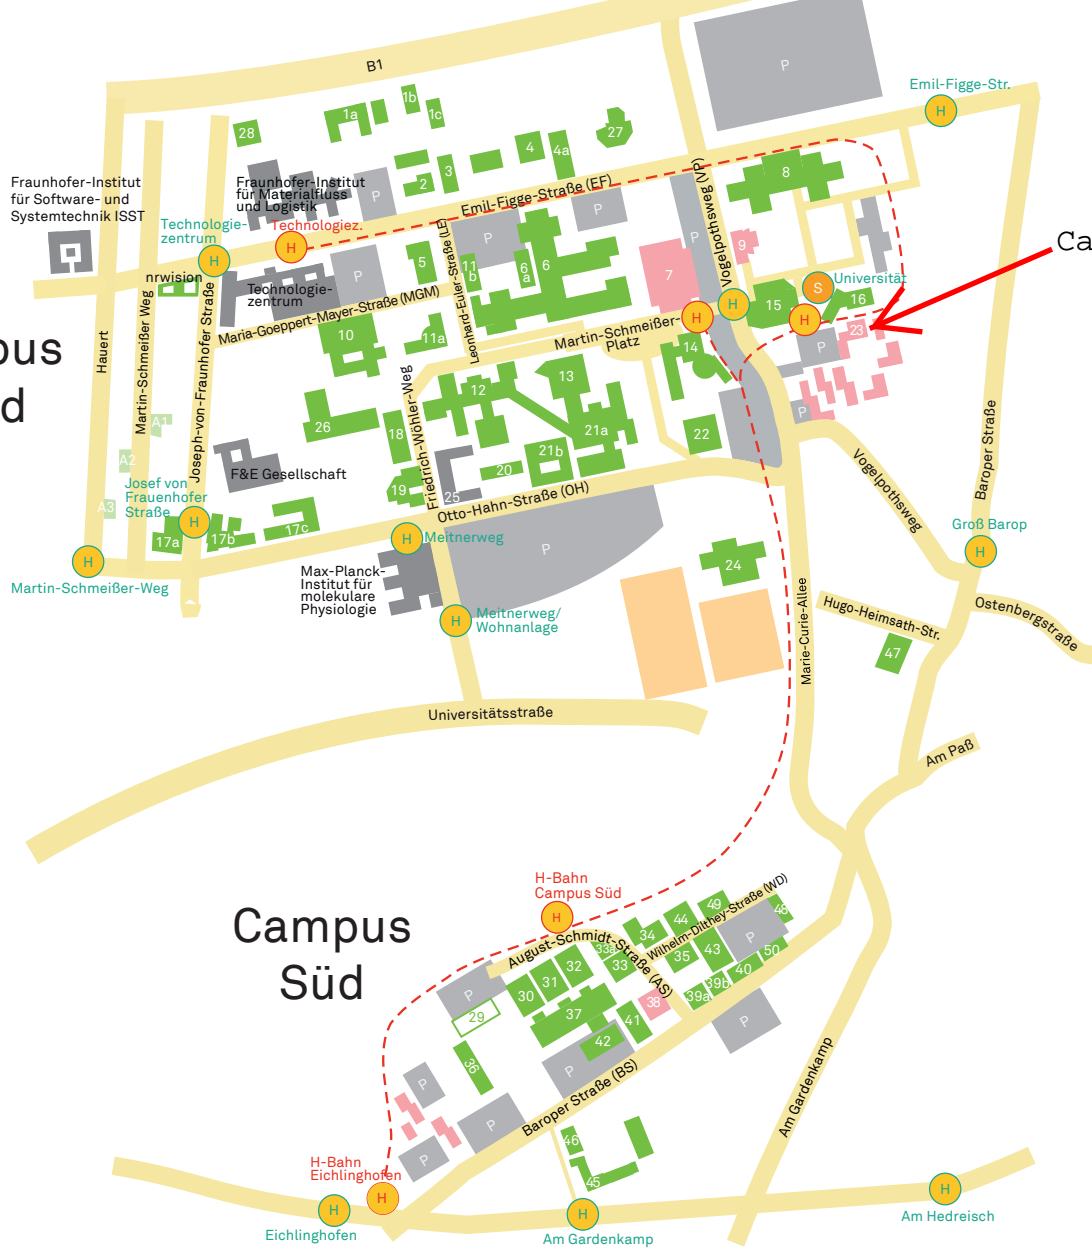 B1
P
Emil-Figge-Str.
H
1b
1a
1c
28
27
4
4a
3
2
8
Fraunhofer-Institut
für Software- und
Systemtechnik ISST
Fraunhofer-Institut
für Materialfluss
und Logistik
P
Emil-Figge-Straße (EF)
P
Vogelpothsweg (VP)
Technologie-
zentrum
H
Technologiez.
H
P
P
9
Ca
nrwision
Technologie-
zentrum
P
5
11
b
6
a
6
7
Universität
S
H
H
15
H
16
23
Maria-Goeppert-Mayer-Straße (MGM)
Leonhard-Euler-Straße (LE)
10
11a
Martin-Schmeißer-
Platz
14
P
P
pus
d
Hauert
Martin-Schmeißer Weg
Joseph-von-Fraunhofer Straße
Friedrich-Wöhler-Weg
12
13
A1
26
18
21a
22
A2
F&E Gesellschaft
21b
20
19
25
Otto-Hahn-Straße (OH)
Vogelpothsweg
Baroper Straße
Josef von
Frauenhofer
Straße
A3
H
17a
17b
17c
H
Meitnerweg
P
Groß Barop
H
H
Martin-Schmeißer-Weg
Max-Planck-
Institut für
molekulare
Physiologie
24
Meitnerweg/
Wohnanlage
H
Marie-Curie-Allee
Hugo-Heimsath-Str.
Ostenbergstraße
47
Universitätsstraße
Am Paß
Campus
Süd
H-Bahn
Campus Süd
H
August-Schmidt-Straße (AS)
Wilhelm-Dilthey-Straße (WD)
49
44
48
34
33a
33
35
43
P
50
40
39b
39a
32
31
30
P
29
38
37
41
42
P
P
36
P
P
P
Baroper Straße (BS)
46
45
Am Gardenkamp
H-Bahn
Eichlinghofen
H
H
Eichlinghofen
H
Am Gardenkamp
H
Am Hedreisch